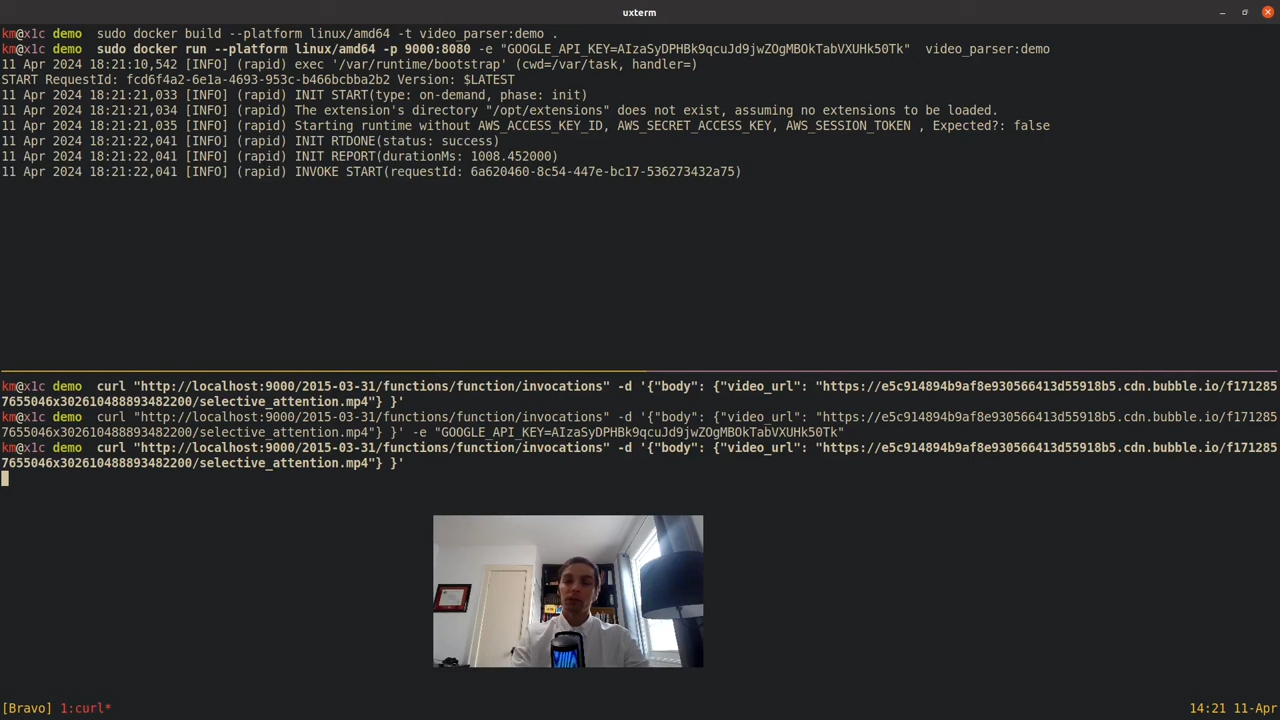 uxterm
km@x1c demo  sudo docker build --platform linux/amd64 -t video_parser:demo .
km@x1c demo  sudo docker run --platform linux/amd64 -p 9000:8080 -e "GOOGLE_API_KEY=AIzaSyDPHBk9qcuJd9jwZOgMBOkTabVXUHk50Tk"  video_parser:demo
11 Apr 2024 18:21:10,542 [INFO] (rapid) exec '/var/runtime/bootstrap' (cwd=/var/task, handler=)
START RequestId: fcd6f4a2-6e1a-4693-953c-b466bcbba2b2 Version: $LATEST
11 Apr 2024 18:21:21,033 [INFO] (rapid) INIT START(type: on-demand, phase: init)
11 Apr 2024 18:21:21,034 [INFO] (rapid) The extension's directory "/opt/extensions" does not exist, assuming no extensions to be loaded.
11 Apr 2024 18:21:21,035 [INFO] (rapid) Starting runtime without AWS_ACCESS_KEY_ID, AWS_SECRET_ACCESS_KEY, AWS_SESSION_TOKEN , Expected?: false
11 Apr 2024 18:21:22,041 [INFO] (rapid) INIT RTDONE(status: success)
11 Apr 2024 18:21:22,041 [INFO] (rapid) INIT REPORT(durationMs: 1008.452000)
11 Apr 2024 18:21:22,041 [INFO] (rapid) INVOKE START(requestId: 6a620460-8c54-447e-bc17-536273432a75)
km@x1c demo  curl "http://localhost:9000/2015-03-31/functions/function/invocations" -d '{"body": {"video_url": "https://e5c914894b9af8e930566413d55918b5.cdn.bubble.io/f171285
7655046x302610488893482200/selective_attention.mp4"} }'
km@x1c demo  curl "http://localhost:9000/2015-03-31/functions/function/invocations" -d '{"body": {"video_url": "https://e5c914894b9af8e930566413d55918b5.cdn.bubble.io/f171285
7655046x302610488893482200/selective_attention.mp4"} }' -e "GOOGLE_API_KEY=AIzaSyDPHBk9qcuJd9jwZOgMBOkTabVXUHk50Tk"
km@x1c demo  curl "http://localhost:9000/2015-03-31/functions/function/invocations" -d '{"body": {"video_url": "https://e5c914894b9af8e930566413d55918b5.cdn.bubble.io/f171285
7655046x302610488893482200/selective_attention.mp4"} }'
[Bravo] 1:curl*
14:21 11-Apr